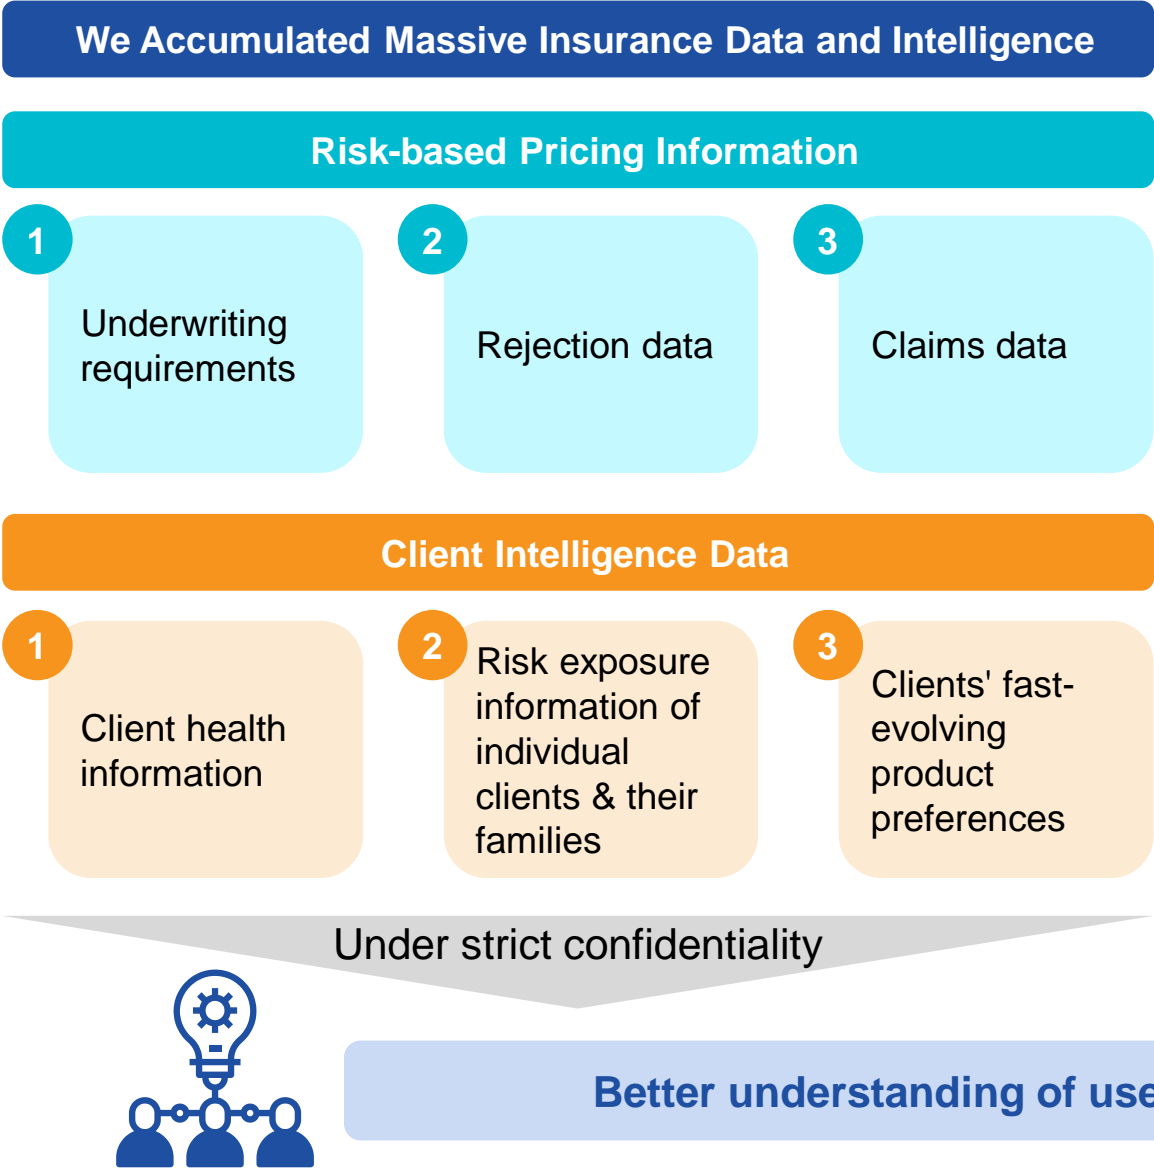 We Accumulated Massive Insurance Data and Intelligence
Risk-based Pricing Information
1
Underwriting
requirements
2
Rejection data
3
Claims data
Client Intelligence Data
1
Client health
information
2
Risk exposure
information of
individual
clients & their
families
3
Clients' fast-
evolving
product
preferences
Under strict confidentiality
Better understanding of use